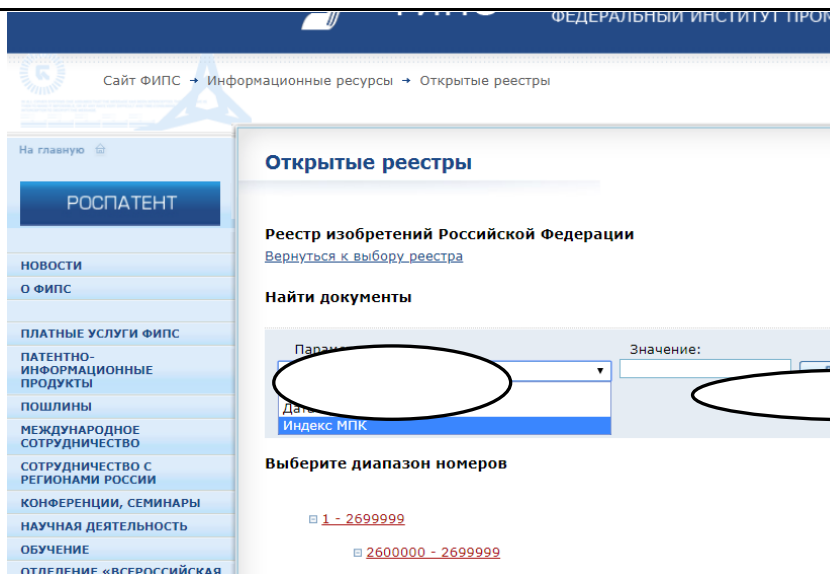 ФЕДЕРАЛЬНЫЙ ИНСТИТУТ
Сайт ФИПС → Информационные ресурсы → Открытые реестры
На главную
РОСПАТЕНТ
НОВОСТИ
О ФИПС
ПЛАТНЫЕ УСЛУГИ ФИПС
ПАТЕНТНО-
ИНФОРМАЦИОННЫЕ
ПРОДУКТЫ
ПОШЛИНЫ
МЕЖДУНАРОДНОЕ
СОТРУДНИЧЕСТВО
СОТРУДНИЧЕСТВО С
РЕГИОНАМИ РОССИИ
КОНФЕРЕНЦИИ, СЕМИНАРЫ
НАУЧНАЯ ДЕЯТЕЛЬНОСТЬ
ОБУЧЕНИЕ
ОТДЕЛЕНИЕ «ВСЕРОССИЙСКАЯ
Открытые реестры
Реестр изобретений Российской Федерации
Вернуться к выбору реестра
Найти документы
Значение:
Индекс МПК
Выберите диапазон номеров
1 - 2699999
2600000 - 2699999